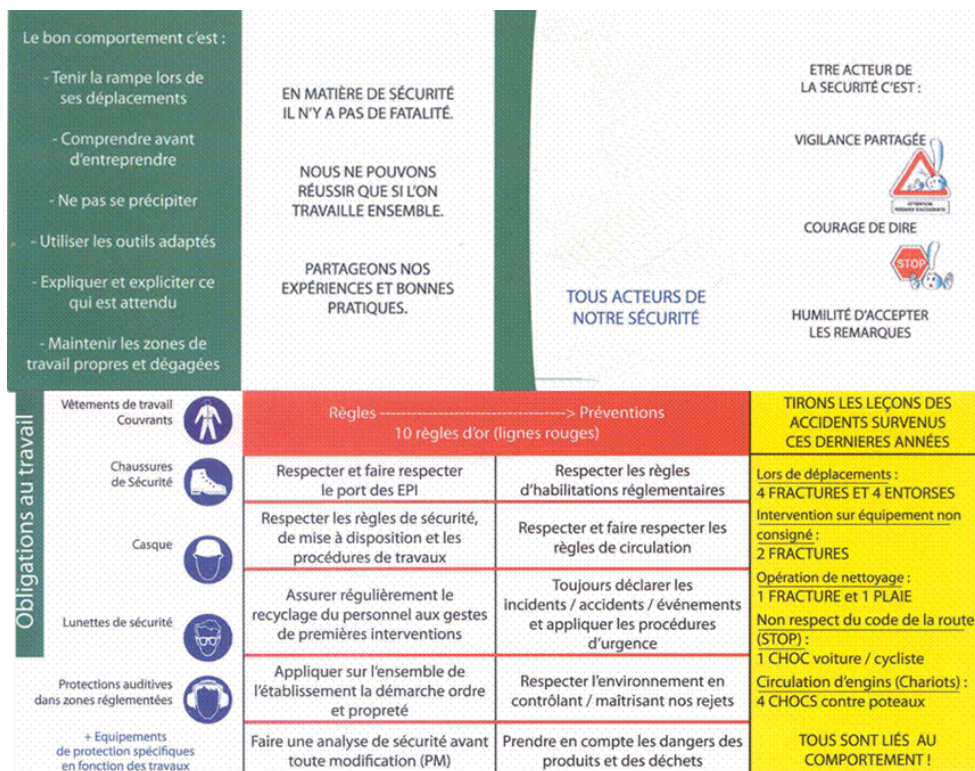 Le bon comportement c'est :
- Tenir la rampe lors de
ses déplacements
- Comprendre avant
d'entreprendre
- Ne pas se précipiter
- Utiliser les outils adaptés
- Expliquer et expliciter ce
qui est attendu
- Maintenir les zones de
travail propres et dégagées
EN MATIÈRE DE SÉCURITÉ
IL N'Y A PAS DE FATALITÉ.
NOUS NE POUVONS
RÉUSSIR QUE SI L'ON
TRAVAILLE ENSEMBLE.
PARTAGEONS NOS
EXPÉRIENCES ET BONNES
PRATIQUES.
TOUS ACTEURS DE
NOTRE SÉCURITÉ
ETRE ACTEUR DE
LA SECURITÉ C'EST :
VIGILANCE PARTAGÉE
ATTENTION
COURAGE DE DIRE
STOP
HUMILITÉ D'ACCEPTER
LES REMARQUES
Obligations au travail
Vêtements de travail
Couvrants
Chaussures
de Sécurité
Casque
Lunettes de sécurité
Protections auditives
dans zones réglementées
+ Equipements
de protection spécifiques
en fonction des travaux
Règles ----------------------------------> Préventions
10 règles d'or (lignes rouges)
Respecter et faire respecter
le port des EPI
Respecter les règles
d'habilitations réglementaires
Respecter les règles de sécurité,
de mise à disposition et les
procédures de travaux
Respecter et faire respecter les
règles de circulation
Assurer régulièrement le
recyclage du personnel aux gestes
de premières interventions
Toujours déclarer les
incidents / accidents / événements
et appliquer les procédures
d'urgence
Appliquer sur l'ensemble de
l'établissement la démarche ordre
et propreté
Respecter l'environnement en
contrôlant / maîtrisant nos rejets
Faire une analyse de sécurité avant
toute modification (PM)
Prendre en compte les dangers des
produits et des déchets
TIRONS LES LEÇONS DES
ACCIDENTS SURVENUS
CES DERNIERES ANNÉES
Lors de déplacements :
4 FRACTURES ET 4 ENTORSES
Intervention sur équipement non
consigné :
2 FRACTURES
Opération de nettoyage :
1 FRACTURE et 1 PLAIE
Non respect du code de la route
(STOP) :
1 CHOC voiture / cycliste
Circulation d'engins (Chariots) :
4 CHOCS contre poteaux
TOUS SONT LIÉS AU
COMPORTEMENT !